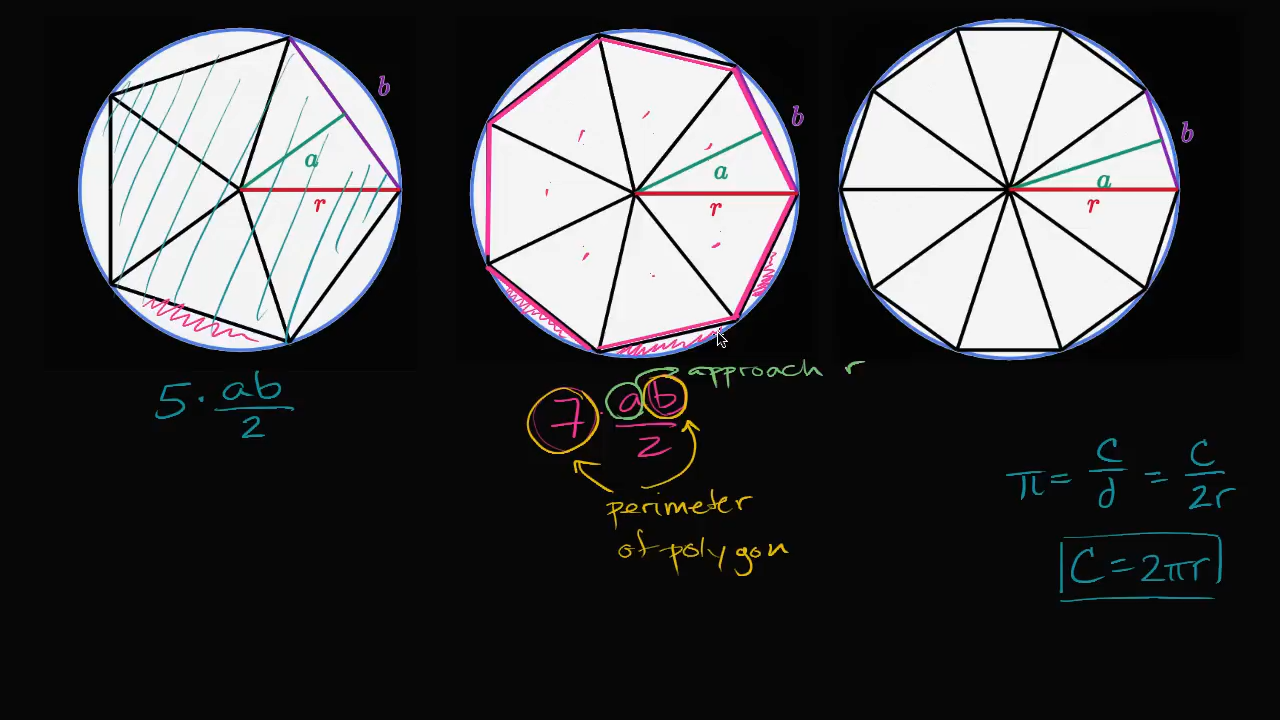 b
a
r
b
a
r
b
a
r
5 · ab/2
7 · ab/2
approach r
perimeter
of polygon
π = C/d = C/2r
C = 2πr